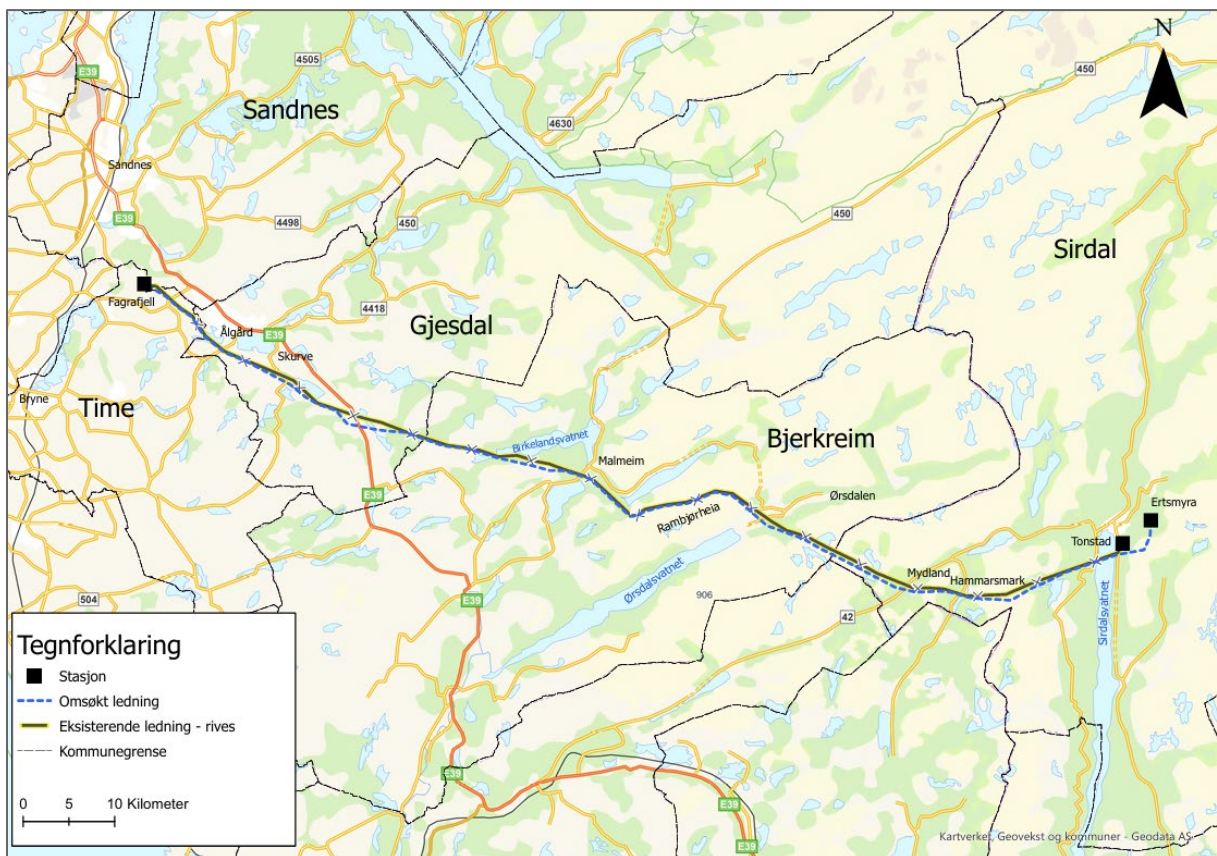 N
E39
4505
450
Sandnes
4630
Sandnes
E39
4498
450
450
Sirdal
Fagrafjell
4418
Ålgård
E39
Gjesdal
Skurve
Bryne
Time
Birkelandsvatnet
Bjerkreim
Malmeim
E39
Rambjørheia
Ørsdalen
Ertsmyra
Tonstad
Mydland
Hammarsmark
Ørsdalsvatnet
906
504
E39
42
Sirdalsvatnet
Tegnforklaring
Stasjon
Omsøkt ledning
Eksisterende ledning - rives
Kommunegrense
E39
0 5 10 Kilometer
E39
Kartverket, Geovekst og kommuner - Geodata AS